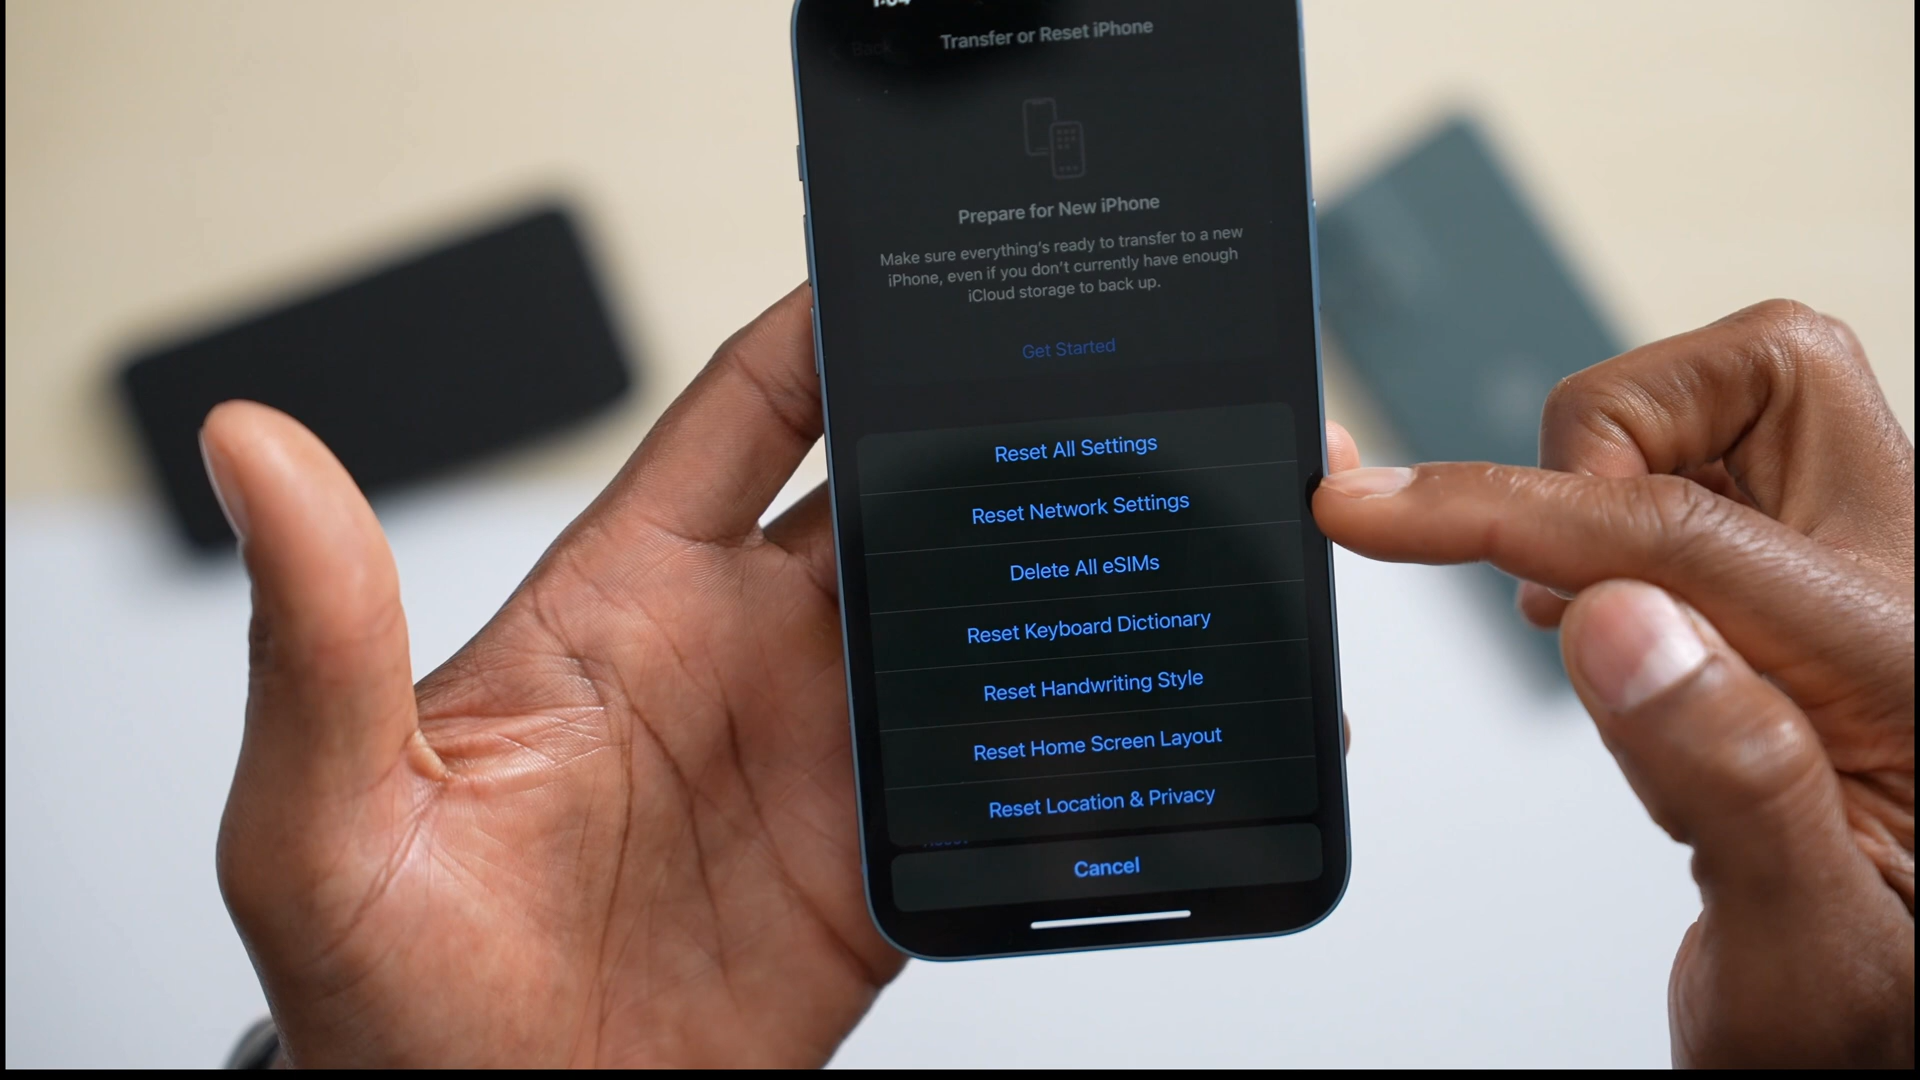 Back
Transfer or Reset iPhone
Prepare for New iPhone
Make sure everything's ready to transfer to a new
iPhone, even if you don't currently have enough
iCloud storage to back up.
Get Started
Reset All Settings
Reset Network Settings
Delete All eSIMs
Reset Keyboard Dictionary
Reset Handwriting Style
Reset Home Screen Layout
Reset Location & Privacy
Cancel